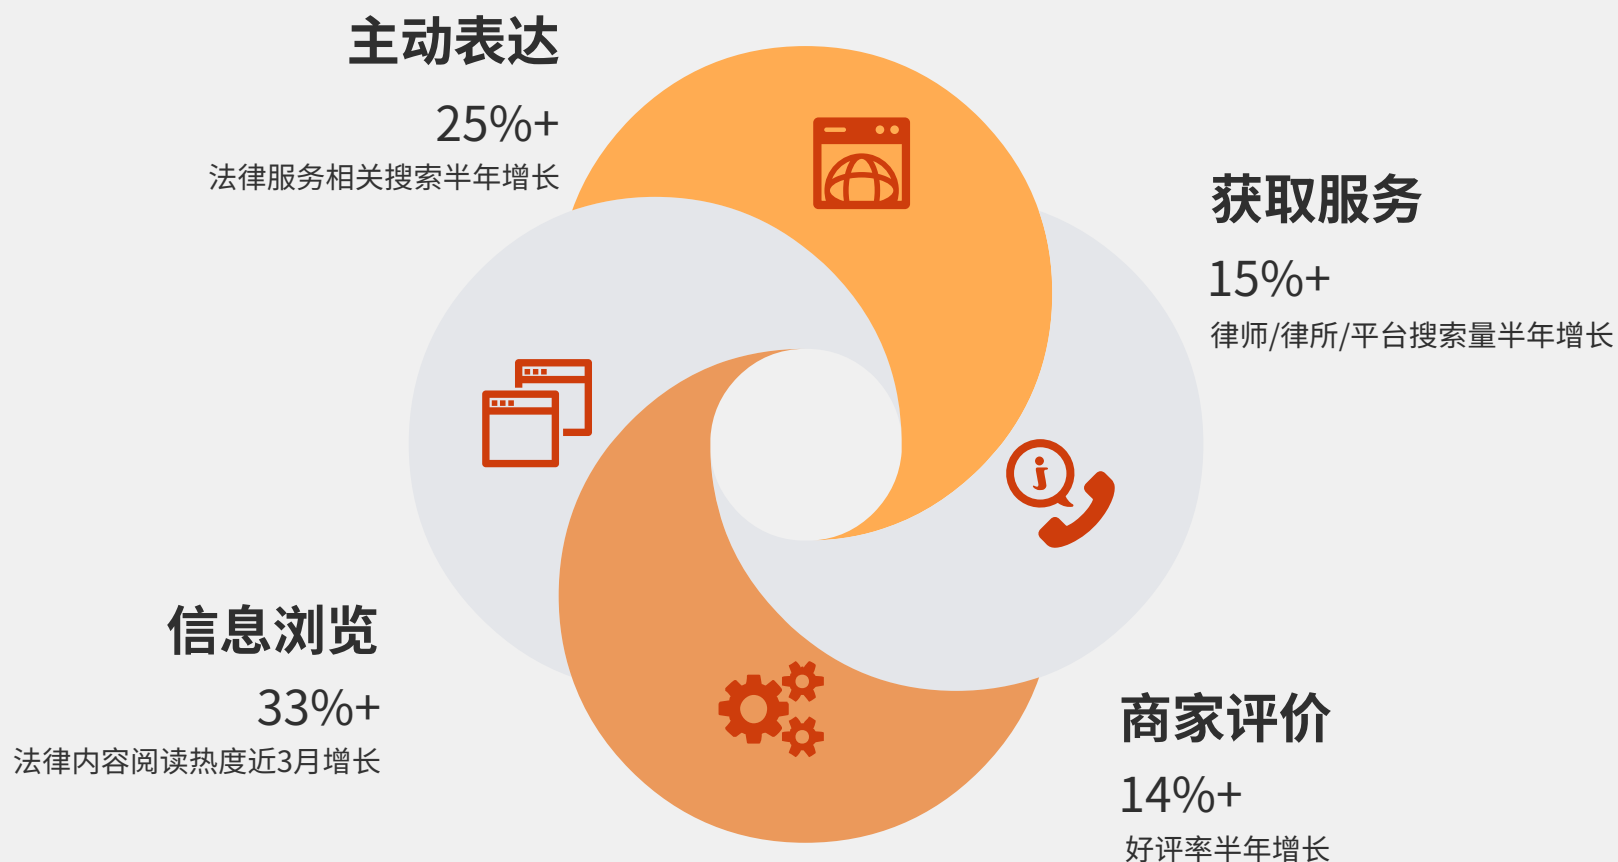 主动表达
25%+
法律服务相关搜索半年增长
获取服务
15%+
律师/律所/平台搜索量半年增长
信息浏览
33%+
法律内容阅读热度近3月增长
商家评价
14%+
好评率半年增长